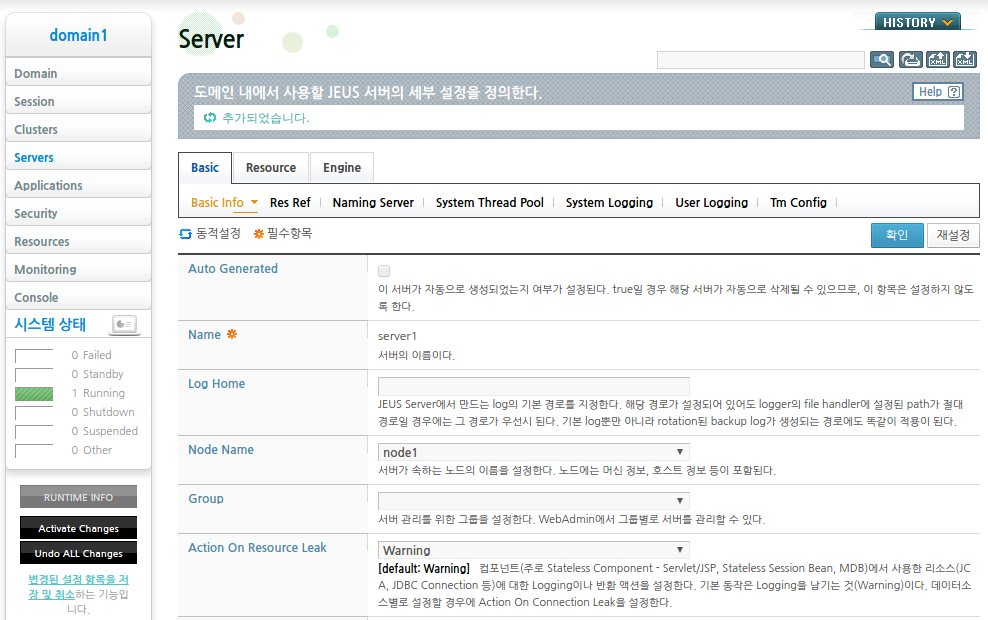 domain1
Domain
Session
Clusters
Servers
Applications
Security
Resources
Monitoring
Console
시스템 상태
0 Failed
0 Standby
1 Running
0 Shutdown
0 Suspended
0 Other
RUNTIME INFO
Activate Changes
Undo ALL Changes
변경된 설정 항목을 저
장 및 취소하는 기능입
니다.
HISTORY
Server
XML XML
도메인 내에서 사용할 JEUS 서버의 세부 설정을 정의한다.
Help ?
추가되었습니다.
Basic Resource Engine
Basic Info Res Ref Naming Server System Thread Pool System Logging User Logging Tm Config
동적설정 필수항목 확인 재설정
Auto Generated
이 서버가 자동으로 생성되었는지 여부가 설정된다. true일 경우 해당 서버가 자동으로 삭제될 수 있으므로, 이 항목은 설정하지 않도
록 한다.
Name server1
서버의 이름이다.
Log Home
JEUS Server에서 만드는 log의 기본 경로를 지정한다. 해당 경로가 설정되어 있어도 logger의 file handler에 설정된 path가 절대
경로일 경우에는 그 경로가 우선시 된다. 기본 log뿐만 아니라 rotation된 backup log가 생성되는 경로에도 똑같이 적용이 된다.
Node Name node1
서버가 속하는 노드의 이름을 설정한다. 노드에는 머신 정보, 호스트 정보 등이 포함된다.
Group
서버 관리를 위한 그룹을 설정한다. WebAdmin에서 그룹별로 서버를 관리할 수 있다.
Action On Resource Leak Warning
[default: Warning] 컴포넌트(주로 Stateless Component - Servlet/JSP, Stateless Session Bean, MDB)에서 사용한 리소스(JC
A, JDBC Connection 등)에 대한 Logging이나 반환 액션을 설정한다. 기본 동작은 Logging을 남기는 것(Warning)이다. 데이터소
스별로 설정할 경우에 Action On Connection Leak을 설정한다.